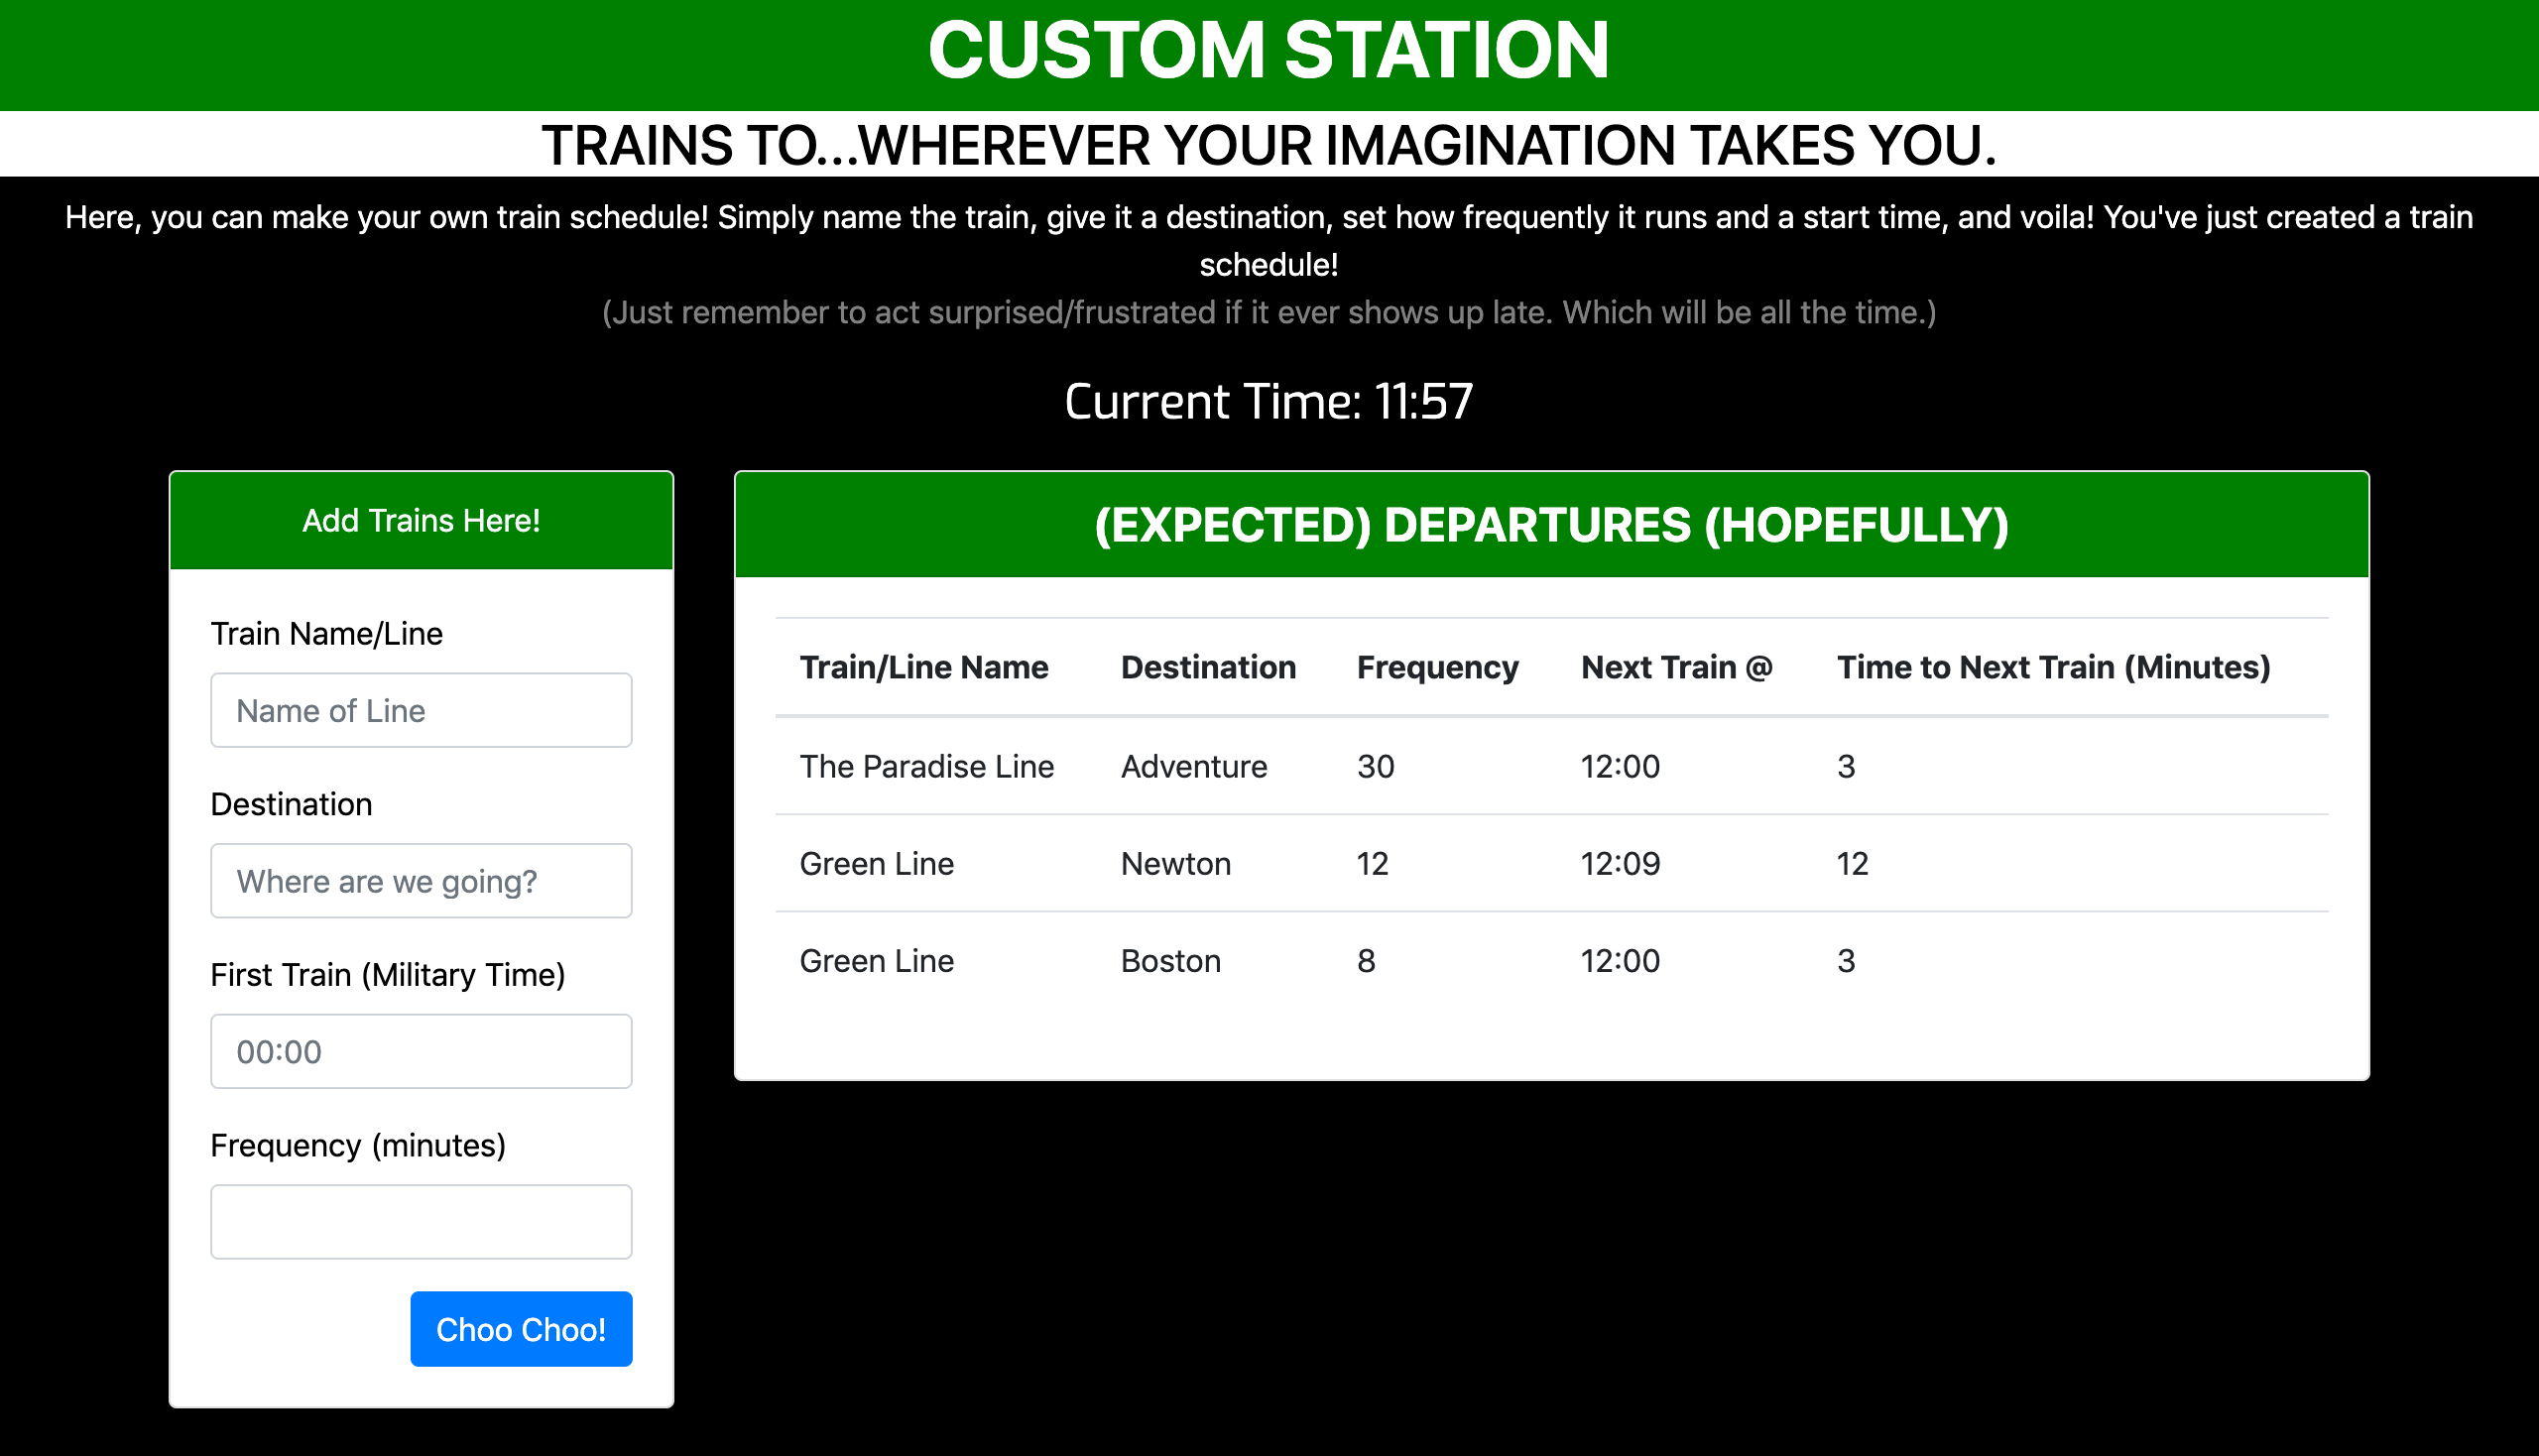 CUSTOM STATION
TRAINS TO...WHEREVER YOUR IMAGINATION TAKES YOU.
Here, you can make your own train schedule! Simply name the train, give it a destination, set how frequently it runs and a start time, and voila! You've just created a train
schedule!
(Just remember to act surprised/frustrated if it ever shows up late. Which will be all the time.)
Current Time: 11:57
Add Trains Here!
Train Name/Line
Name of Line
Destination
Where are we going?
First Train (Military Time)
00:00
Frequency (minutes)
Choo Choo!
(EXPECTED) DEPARTURES (HOPEFULLY)
Train/Line Name Destination Frequency Next Train @ Time to Next Train (Minutes)
The Paradise Line Adventure 30 12:00 3
Green Line Newton 12 12:09 12
Green Line Boston 8 12:00 3